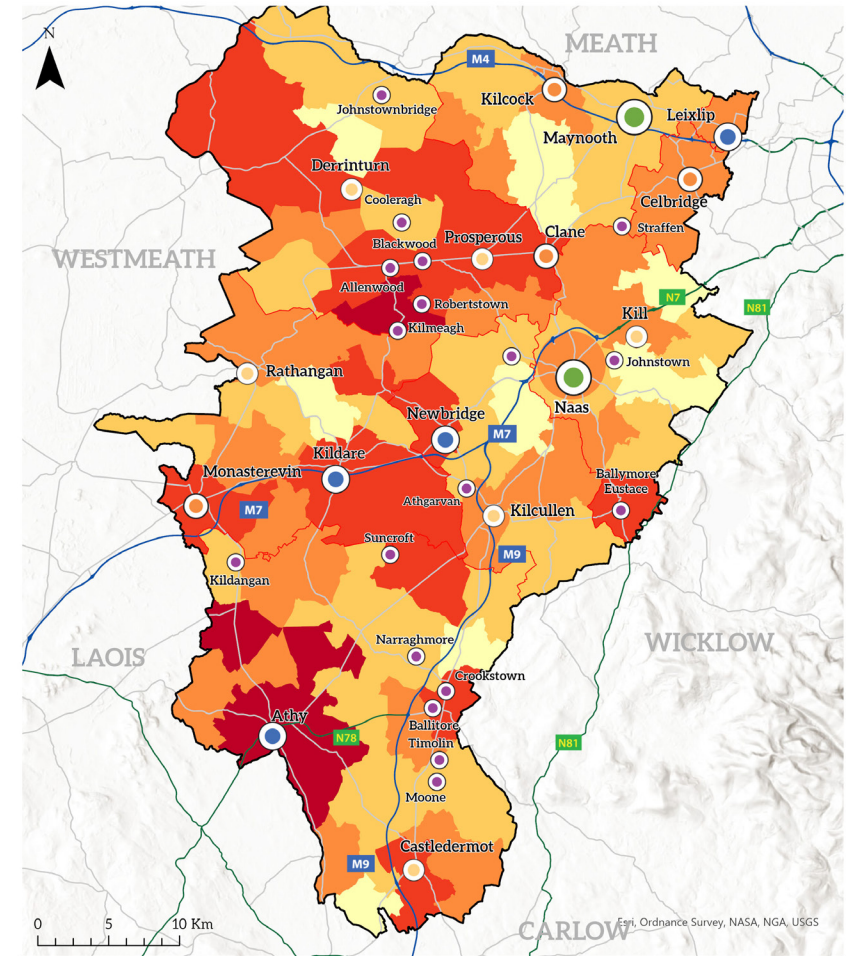 N
MEATH
M4
Kilcock
Leixlip
Johnstownbridge
Maynooth
Derrinturn
Celbridge
Cooleragh
Straffen
Clane
Prosperous
Blackwood
WESTMEATH
Allenwood
N7
N81
Robertstown
Kill
Kilmeagh
Johnstown
Rathangan
Naas
Newbridge
M7
Kildare
Monasterevin
Ballymore
Eustace
Athgarvan
M7
Kilcullen
Suncroft
M9
Kildangan
Narraghmore
WICKLOW
LAOIS
Crookstown
Athy
Ballitore
N78
Timolin
N81
Moone
Castledermot
M9
0 5 10 Km
Esri, Ordnance Survey, NASA, NGA, USGS
CARLOW